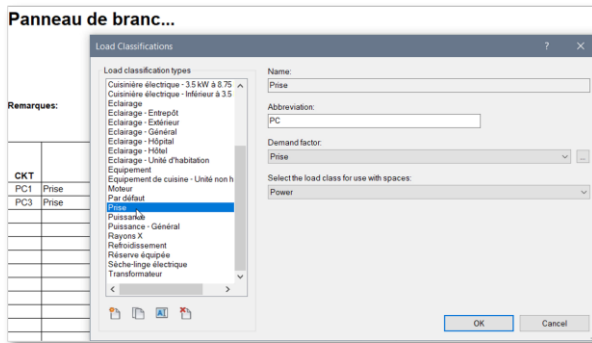 Panneau de branc...
Load Classifications
? ×
Load classification types
Cuisinière électrique - 3.5 kW à 8.75
Cuisinière électrique - Inférieur à 3.5
Eclairage
Eclairage - Entrepôt
Eclairage - Extérieur
Eclairage - Général
Eclairage - Hôpital
Eclairage - Hôtel
Eclairage - Unité d'habitation
Equipement
Equipement de cuisine - Unité non h
Moteur
Par défaut
Prise
Puissance
Puissance - Général
Rayons X
Refroidissement
Réserve équipée
Sèche-linge électrique
Transformateur
Name:
Prise
Abbreviation:
PC
Demand factor:
Prise
...
Select the load class for use with spaces:
Power
OK Cancel
Remarques:
CKT
PC1 Prise
PC3 Prise